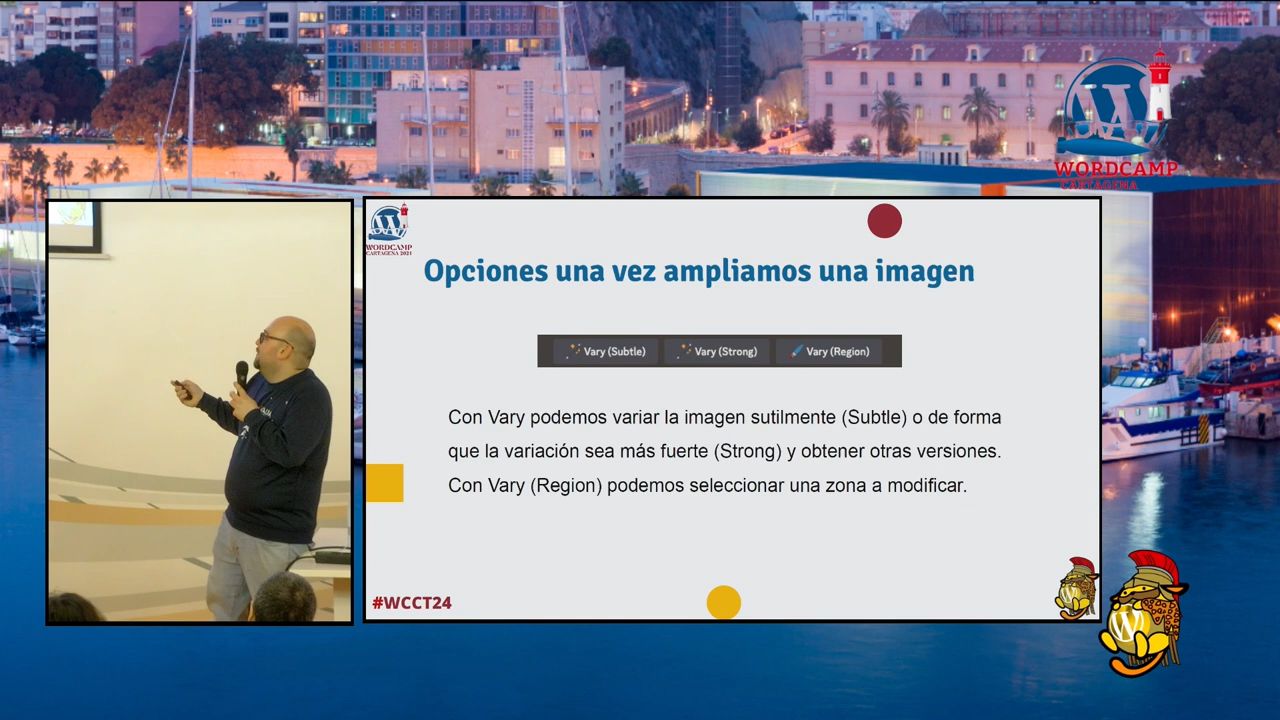 WORDCAMP
CARTAGENA
WORDCAMP
CARTAGENA 2024
Opciones una vez ampliamos una imagen
Vary (Subtle) Vary (Strong) Vary (Region)
Con Vary podemos variar la imagen sutilmente (Subtle) o de forma
que la variación sea más fuerte (Strong) y obtener otras versiones.
Con Vary (Region) podemos seleccionar una zona a modificar.
#WCCT24